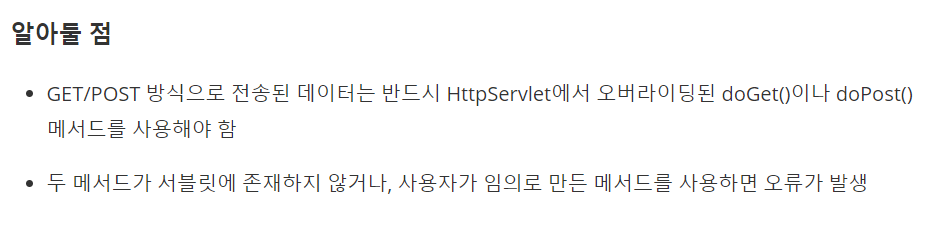 알아둘 점
• GET/POST 방식으로 전송된 데이터는 반드시 HttpServlet에서 오버라이딩된 doGet()이나 doPost()
메서드를 사용해야 함
• 두 메서드가 서블릿에 존재하지 않거나, 사용자가 임의로 만든 메서드를 사용하면 오류가 발생